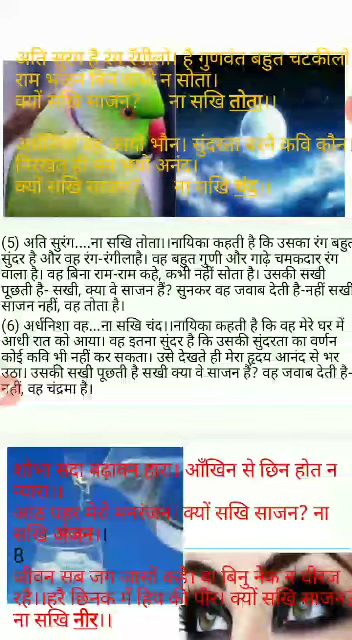 अति सुरंग है रंग रंगीलो। है गुणवंत बहुत चटकीलो
राम भजन बिन कभी न सोता।
क्यों सखि साजन? ना सखि तोता।।
अर्धनिशा वह आयो भौन। सुंदरता बरनै कवि कौन
निरखत ही मन भयो अनंद।
क्यों सखि साजन? ना सखि चंद।।
(5) अति सुरंग....ना सखि तोता।।नायिका कहती है कि उसका रंग बहुत
सुंदर है और वह रंग-रंगीलाहै। वह बहुत गुणी और गाढ़े चमकदार रंग
वाला है। वह बिना राम-राम कहे, कभी नहीं सोता है। उसकी सखी
पूछती है- सखी, क्या वे साजन हैं? सुनकर वह जवाब देती है-नहीं सखी
साजन नहीं, वह तोता है।
(6) अर्धनिशा वह...ना सखि चंद।।नायिका कहती है कि वह मेरे घर में
आधी रात को आया। वह इतना सुंदर है कि उसकी सुंदरता का वर्णन
कोई कवि भी नहीं कर सकता। उसे देखते ही मेरा हृदय आनंद से भर
उठा। उसकी सखी पूछती है सखी क्या वे साजन हैं? वह जवाब देती है-
नहीं, वह चंद्रमा है।
शोभा सदा बढ़ावन हारा। आँखिन से छिन होत न
न्यारा।।
आठ पहर मेरो मनरंजन। क्यों सखि साजन? ना
सखि अंजन।।
8
जीवन सब जग जासों कहै। वा बिनु नेक न धीरज
रहै।।हरै छिनक में हिय की पीर। क्यों सखि साजन?
ना सखि नीर।।